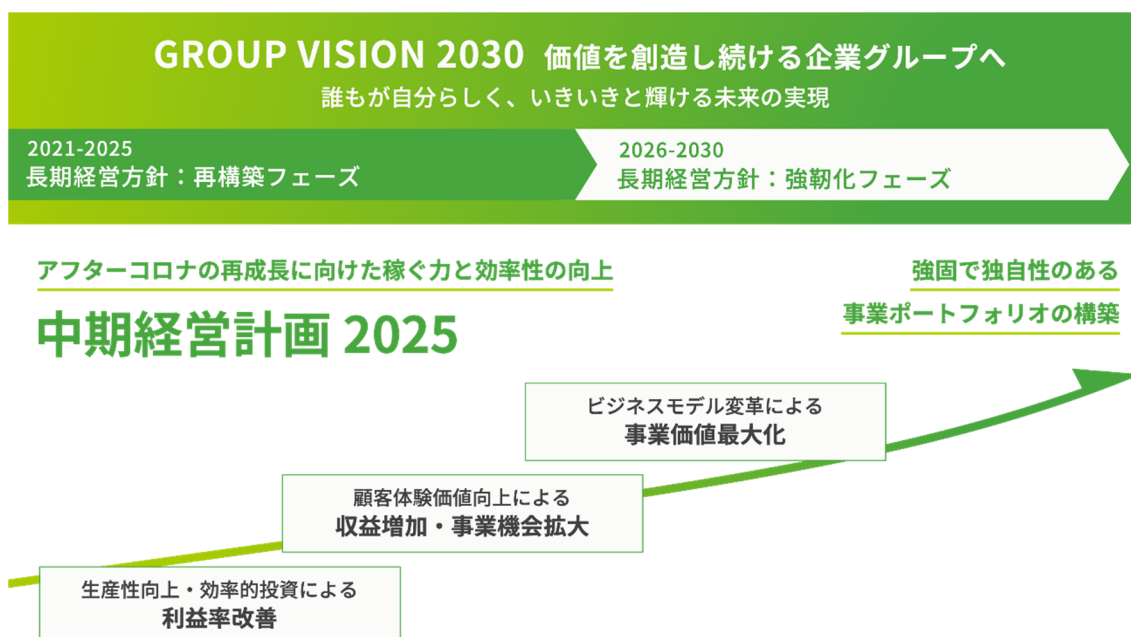 GROUP VISION 2030 価値を創造し続ける企業グループへ
誰もが自分らしく、いきいきと輝ける未来の実現
2021-2025
長期経営方針：再構築フェーズ
2026-2030
長期経営方針：強靭化フェーズ
アフターコロナの再成長に向けた稼ぐ力と効率性の向上
中期経営計画 2025
強固で独自性のある
事業ポートフォリオの構築
ビジネスモデル変革による
事業価値最大化
顧客体験価値向上による
収益増加・事業機会拡大
生産性向上・効率的投資による
利益率改善